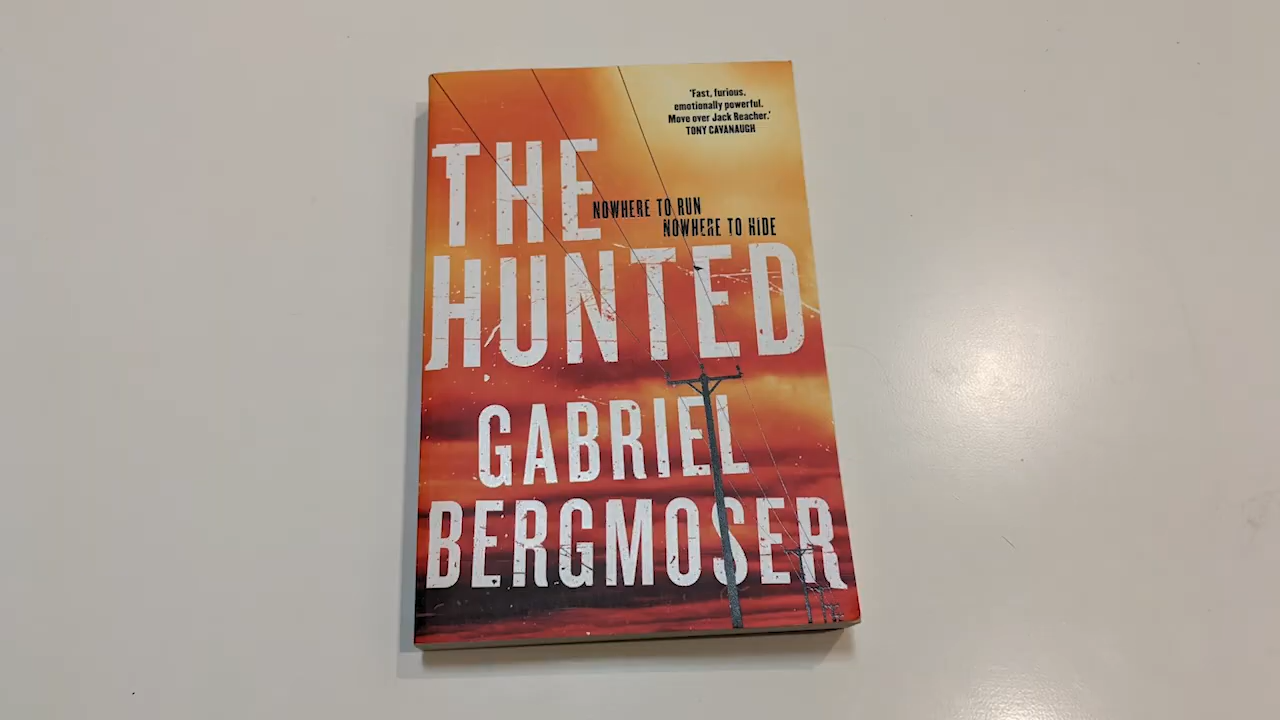 'Fast, furious,
emotionally powerful.
Move over Jack Reacher.'
TONY CAVANAUGH
THE
NOWHERE TO RUN
NOWHERE TO HIDE
HUNTED
GABRIEL
BERGMOSER